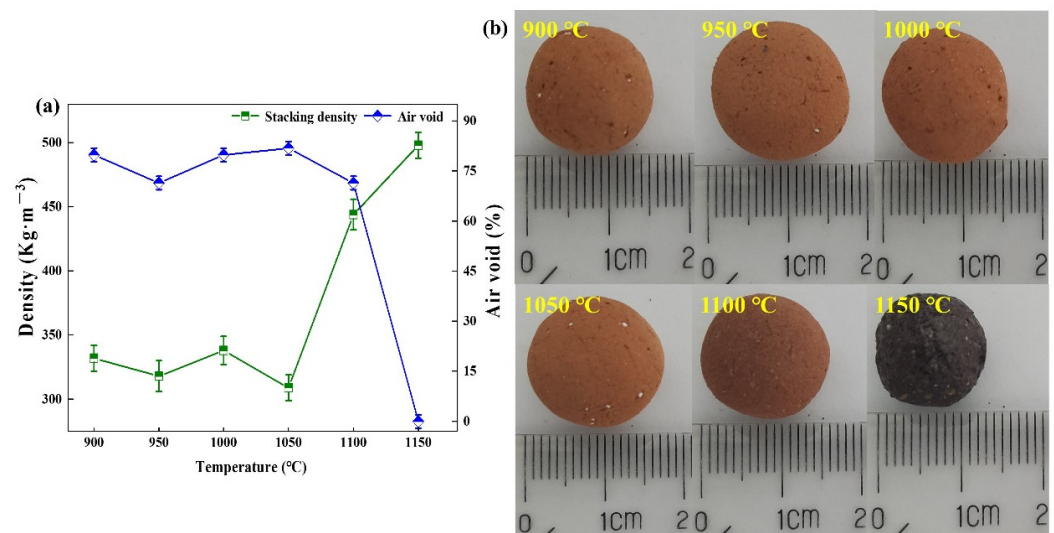 (a)
Stacking density
Air void
Density (Kg·m⁻³)
500
450
400
350
300
90
75
60
45
30
15
0
Air void (%)
900
950
1000
1050
1100
1150
Temperature (℃)
(b)
900 ℃
950 ℃
1000 ℃
0
1cm
2
0
1cm
2
0
1cm
2
1050 ℃
1100 ℃
1150 ℃
0
1cm
2
0
1cm
2
0
1cm
2